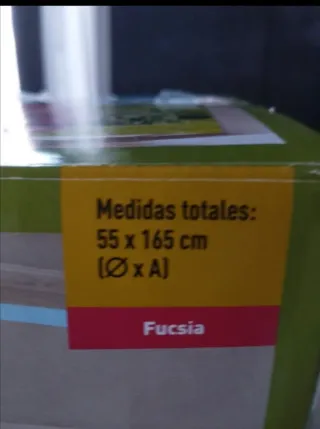 Medidas totales:
55 x 165 cm
(Ø x A)
Fucsia